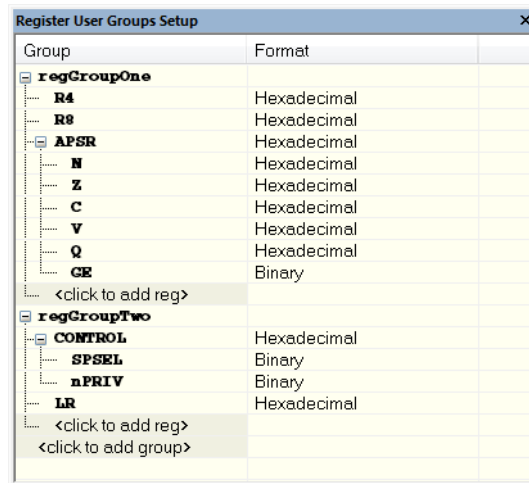 Register User Groups Setup
Group Format
regGroupOne
R4 Hexadecimal
R8 Hexadecimal
APSR Hexadecimal
N Hexadecimal
Z Hexadecimal
C Hexadecimal
V Hexadecimal
Q Hexadecimal
GE Binary
<click to add reg>
regGroupTwo
CONTROL Hexadecimal
SPSEL Binary
nPRIV Binary
LR Hexadecimal
<click to add reg>
<click to add group>